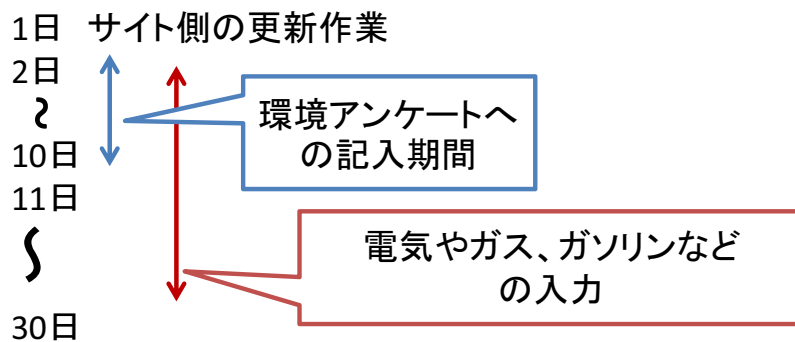 1日 サイト側の更新作業
2日
~
環境アンケートへ
の記入期間
10日
11日
~
電気やガス、ガソリンなど
の入力
30日